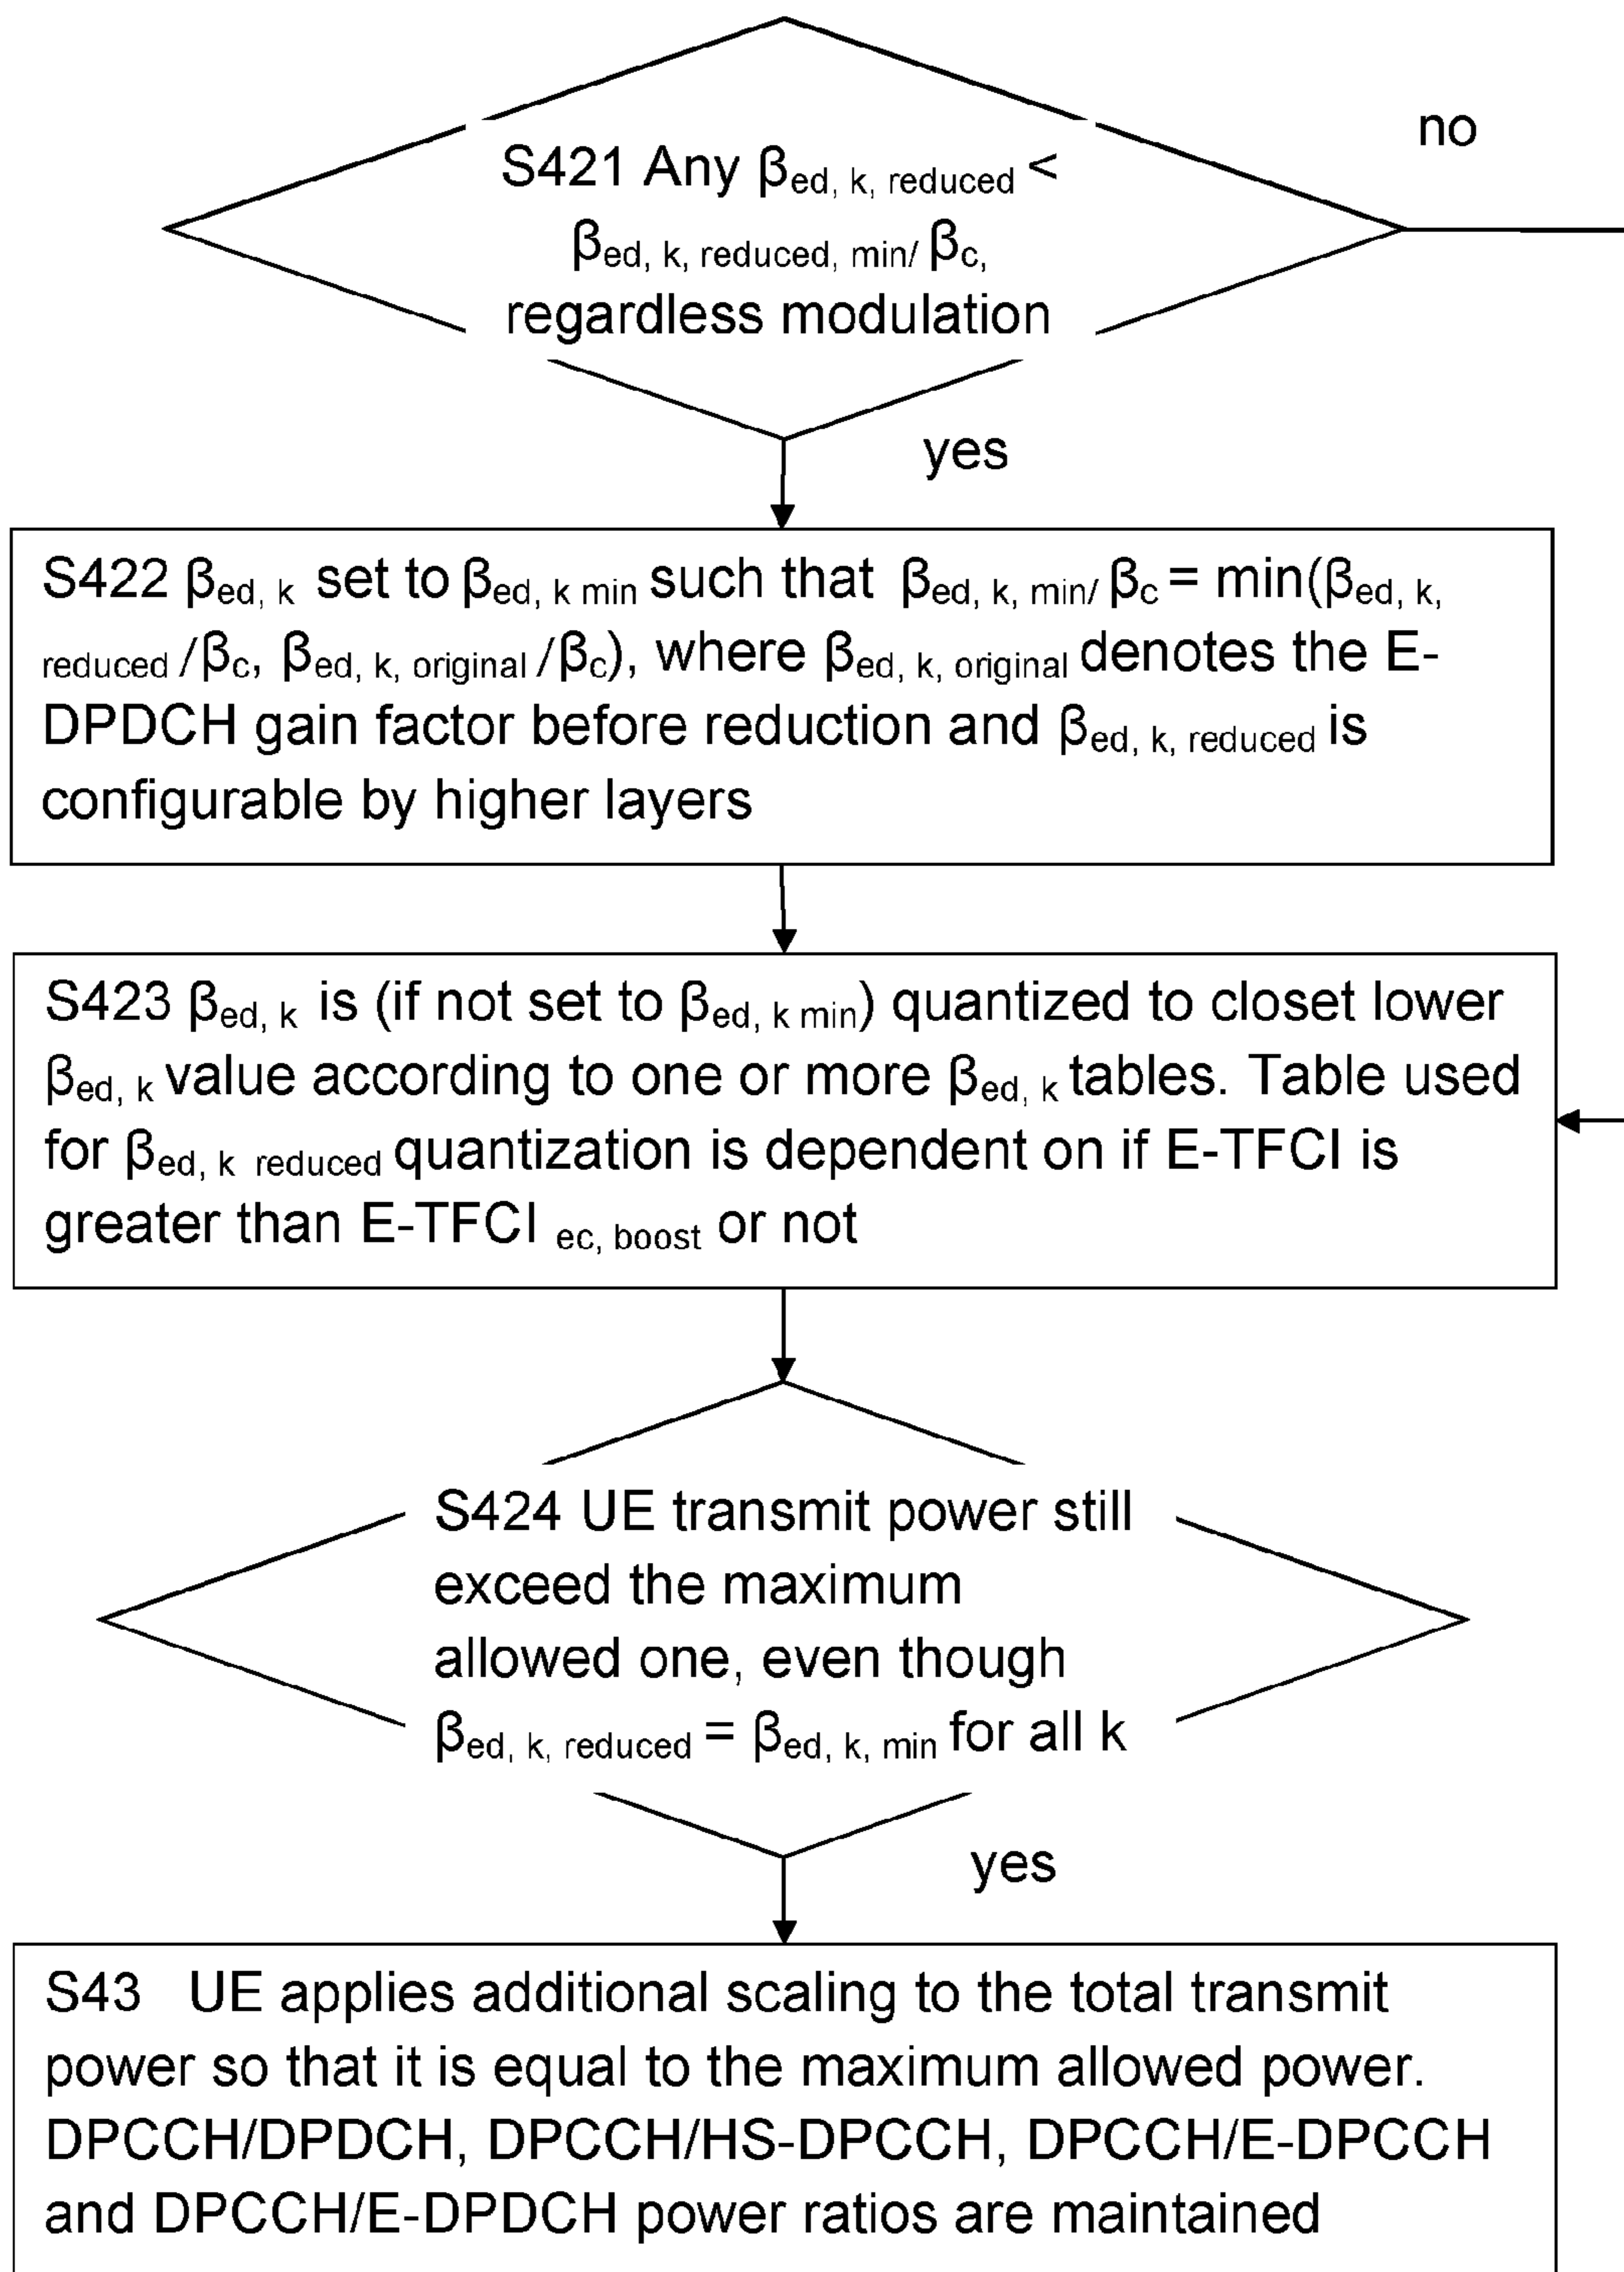 no
S421 Any βed, k, reduced <
βed, k, reduced, min/ βc,
regardless modulation
yes
S422 βed, k set to βed, k min such that βed, k, min/ βc = min(βed, k,
reduced /βc, βed, k, original /βc), where βed, k, original denotes the E-
DPDCH gain factor before reduction and βed, k, reduced is
configurable by higher layers
S423 βed, k is (if not set to βed, k min) quantized to closet lower
βed, k value according to one or more βed, k tables. Table used
for βed, k reduced quantization is dependent on if E-TFCI is
greater than E-TFCI ec, boost or not
S424 UE transmit power still
exceed the maximum
allowed one, even though
βed, k, reduced = βed, k, min for all k
yes
S43 UE applies additional scaling to the total transmit
power so that it is equal to the maximum allowed power.
DPCCH/DPDCH, DPCCH/HS-DPCCH, DPCCH/E-DPCCH
and DPCCH/E-DPDCH power ratios are maintained